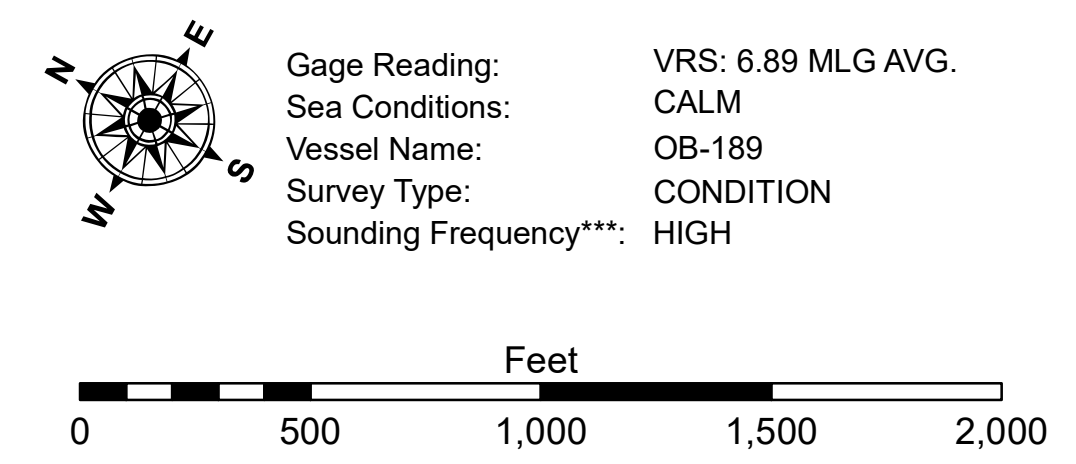 N
E
S
W
Gage Reading: VRS: 6.89 MLG AVG.
Sea Conditions: CALM
Vessel Name: OB-189
Survey Type: CONDITION
Sounding Frequency***: HIGH
Feet
0 500 1,000 1,500 2,000